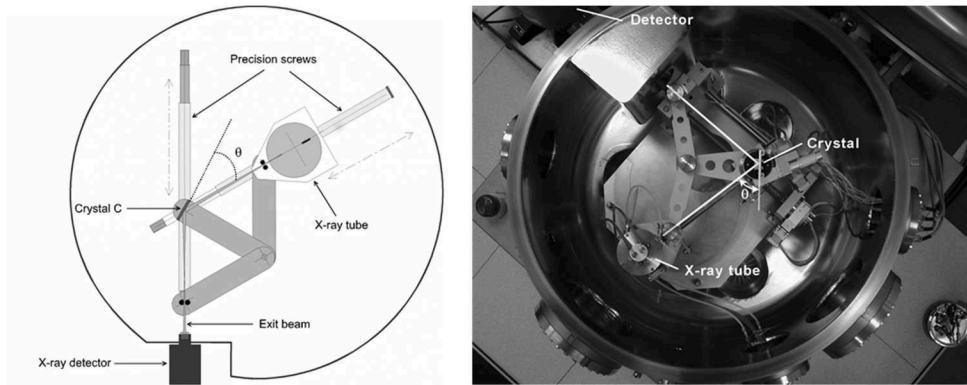 Precision screws
θ
Crystal C
X-ray tube
Exit beam
X-ray detector
Detector
Crystal
θ
X-ray tube